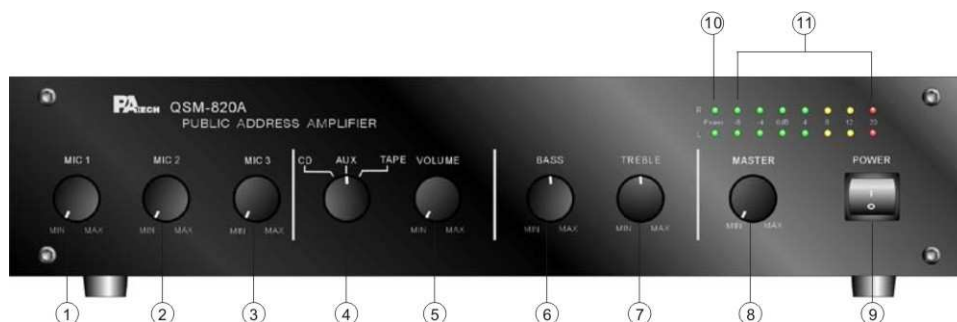 10 11
R
Power -8 -4 0dB 4 8 12 20
L
PA TECH QSM-820A
PUBLIC ADDRESS AMPLIFIER
MIC 1 MIC 2 MIC 3 CD AUX TAPE VOLUME BASS TREBLE MASTER POWER
I
O
MIN MAX MIN MAX MIN MAX MIN MAX MIN MAX MIN MAX MIN MAX
1 2 3 4 5 6 7 8 9